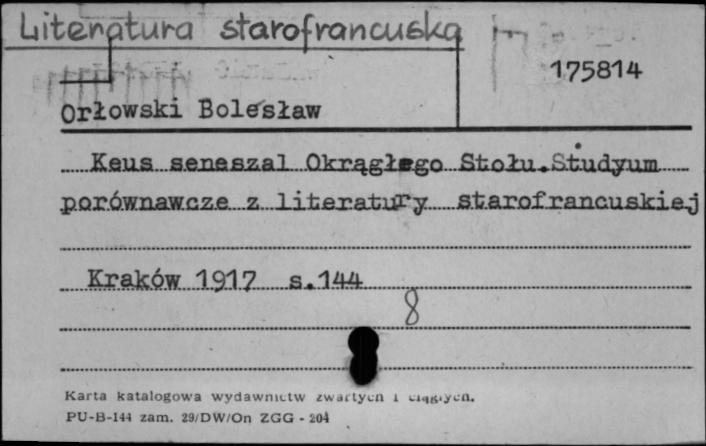 Literatura starofrancuska
175814
Orłowski Bolesław
Keus seneszal Okrągłego Stołu.Studyum
porównawcze z literatury starofrancuskiej
Kraków 1917 s.144
8
Karta katalogowa wydawnictw zwartych i ciągłych.
PU-B-144 zam. 29/DW/On ZGG - 204